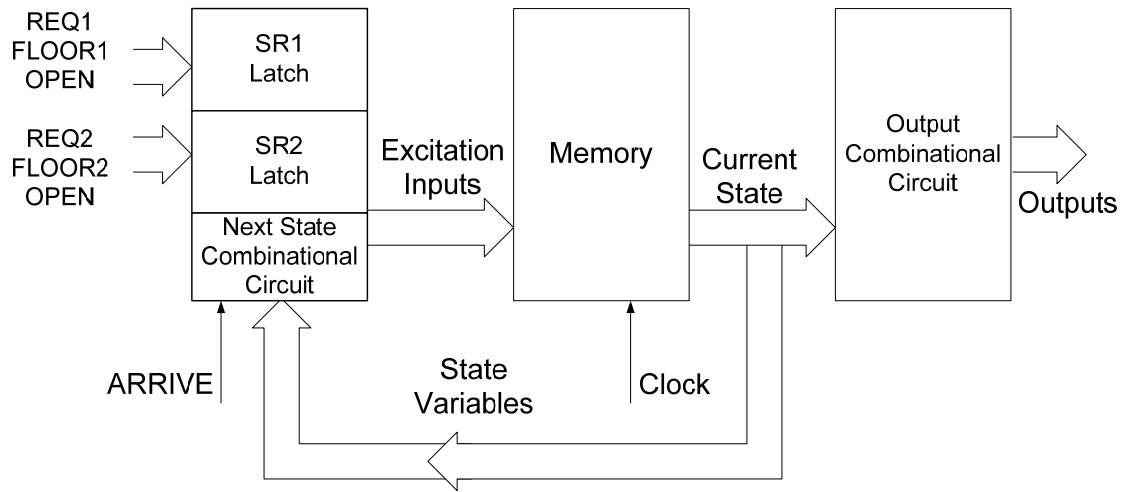 REQ1
FLOOR1
OPEN
SR1
Latch
REQ2
FLOOR2
OPEN
SR2
Latch
Next State
Combinational
Circuit
Excitation
Inputs
Memory
Current
State
Output
Combinational
Circuit
Outputs
ARRIVE
State
Variables
Clock